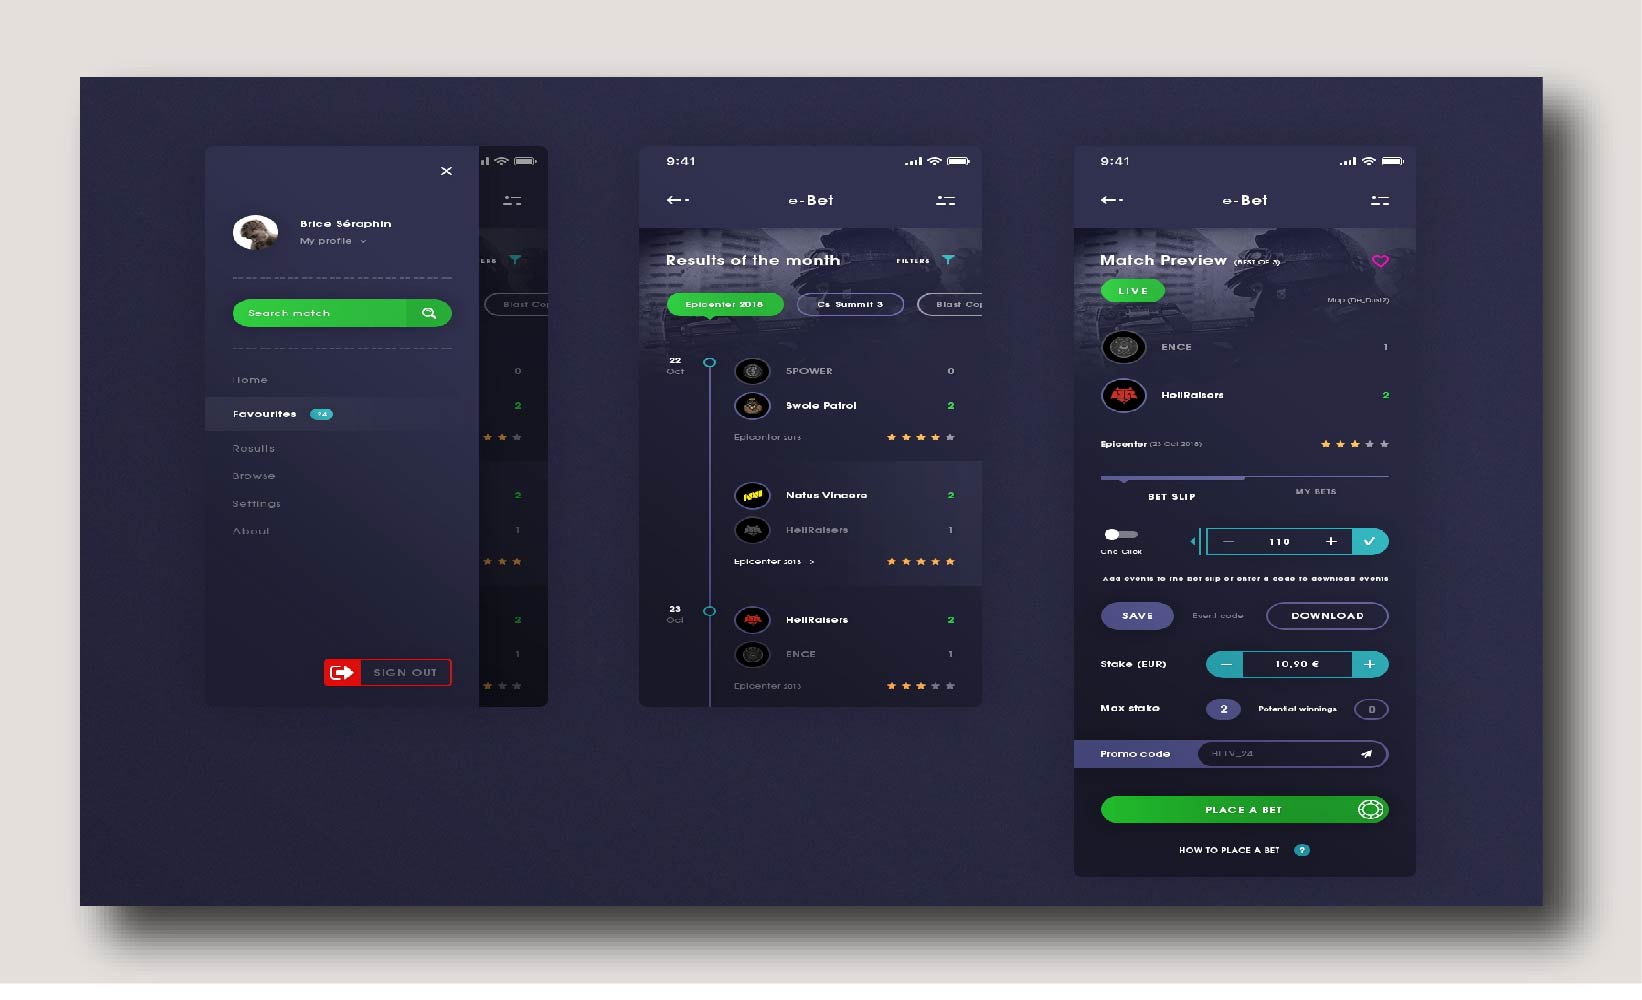 Brice Séraphin
My profile
Search match
Home
Favourites 24
Results
Browse
Settings
About
SIGN OUT
Blast Cop
0
2
2
1
2
1
9:41
e-Bet
Results of the month FILTERS
Epicenter 2018 Cs Summit 3 Blast Cop
22
Oct
SPOWER 0
Swole Patrol 2
Epicenter 2018
Natus Vincere 2
HellRaisers 1
Epicenter 2018 >
23
Oct
HellRaisers 2
ENCE 1
Epicenter 2018
9:41
e-Bet
Match Preview (BEST OF 3)
LIVE
Map (De_Dust2)
ENCE 1
HellRaisers 2
Epicenter (23 Oct 2018)
BET SLIP MY BETS
One Click
- 110 +
Add events to the bet slip or enter a code to download events
SAVE Event code DOWNLOAD
Stake (EUR) - 10,90 € +
Max stake 2 Potential winnings 0
Promo code HLTV_24
PLACE A BET
HOW TO PLACE A BET ?